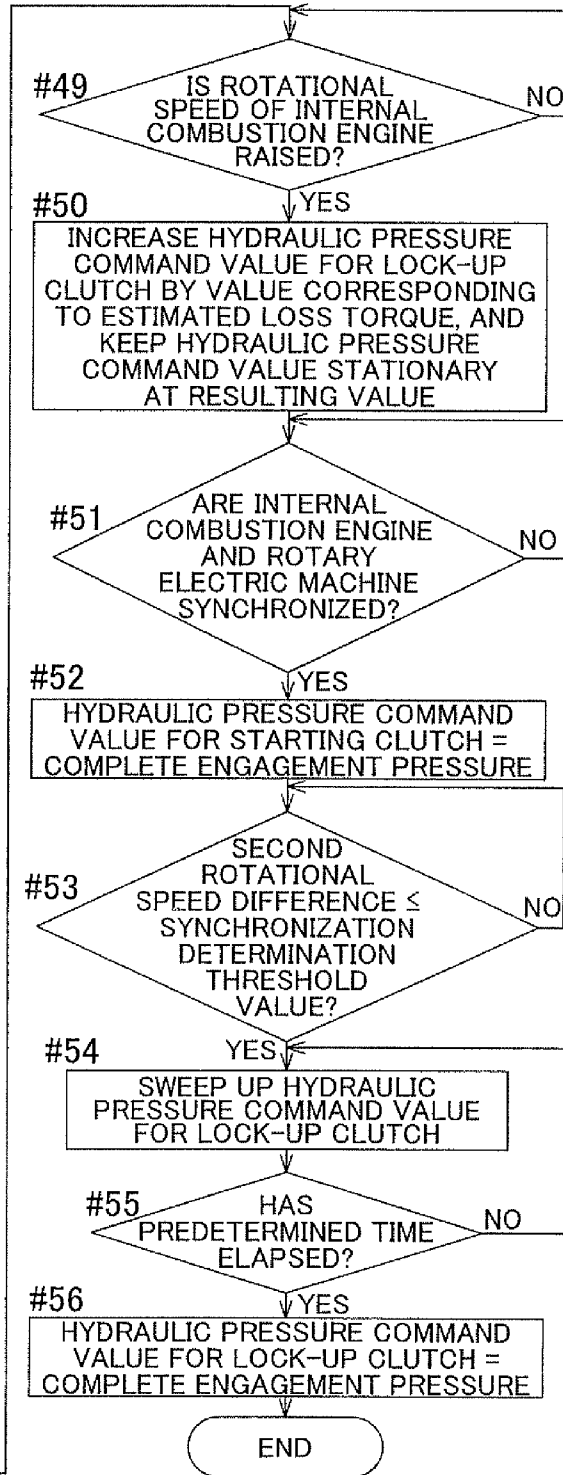 #49
IS ROTATIONAL
SPEED OF INTERNAL
COMBUSTION ENGINE
RAISED?
NO
YES
#50
INCREASE HYDRAULIC PRESSURE
COMMAND VALUE FOR LOCK-UP
CLUTCH BY VALUE CORRESPONDING
TO ESTIMATED LOSS TORQUE, AND
KEEP HYDRAULIC PRESSURE
COMMAND VALUE STATIONARY
AT RESULTING VALUE
#51
ARE INTERNAL
COMBUSTION ENGINE
AND ROTARY
ELECTRIC MACHINE
SYNCHRONIZED?
NO
YES
#52
HYDRAULIC PRESSURE COMMAND
VALUE FOR STARTING CLUTCH =
COMPLETE ENGAGEMENT PRESSURE
#53
SECOND
ROTATIONAL
SPEED DIFFERENCE ≤
SYNCHRONIZATION
DETERMINATION
THRESHOLD
VALUE?
NO
YES
#54
SWEEP UP HYDRAULIC
PRESSURE COMMAND VALUE
FOR LOCK-UP CLUTCH
#55
HAS
PREDETERMINED TIME
ELAPSED?
NO
YES
#56
HYDRAULIC PRESSURE COMMAND
VALUE FOR LOCK-UP CLUTCH =
COMPLETE ENGAGEMENT PRESSURE
END